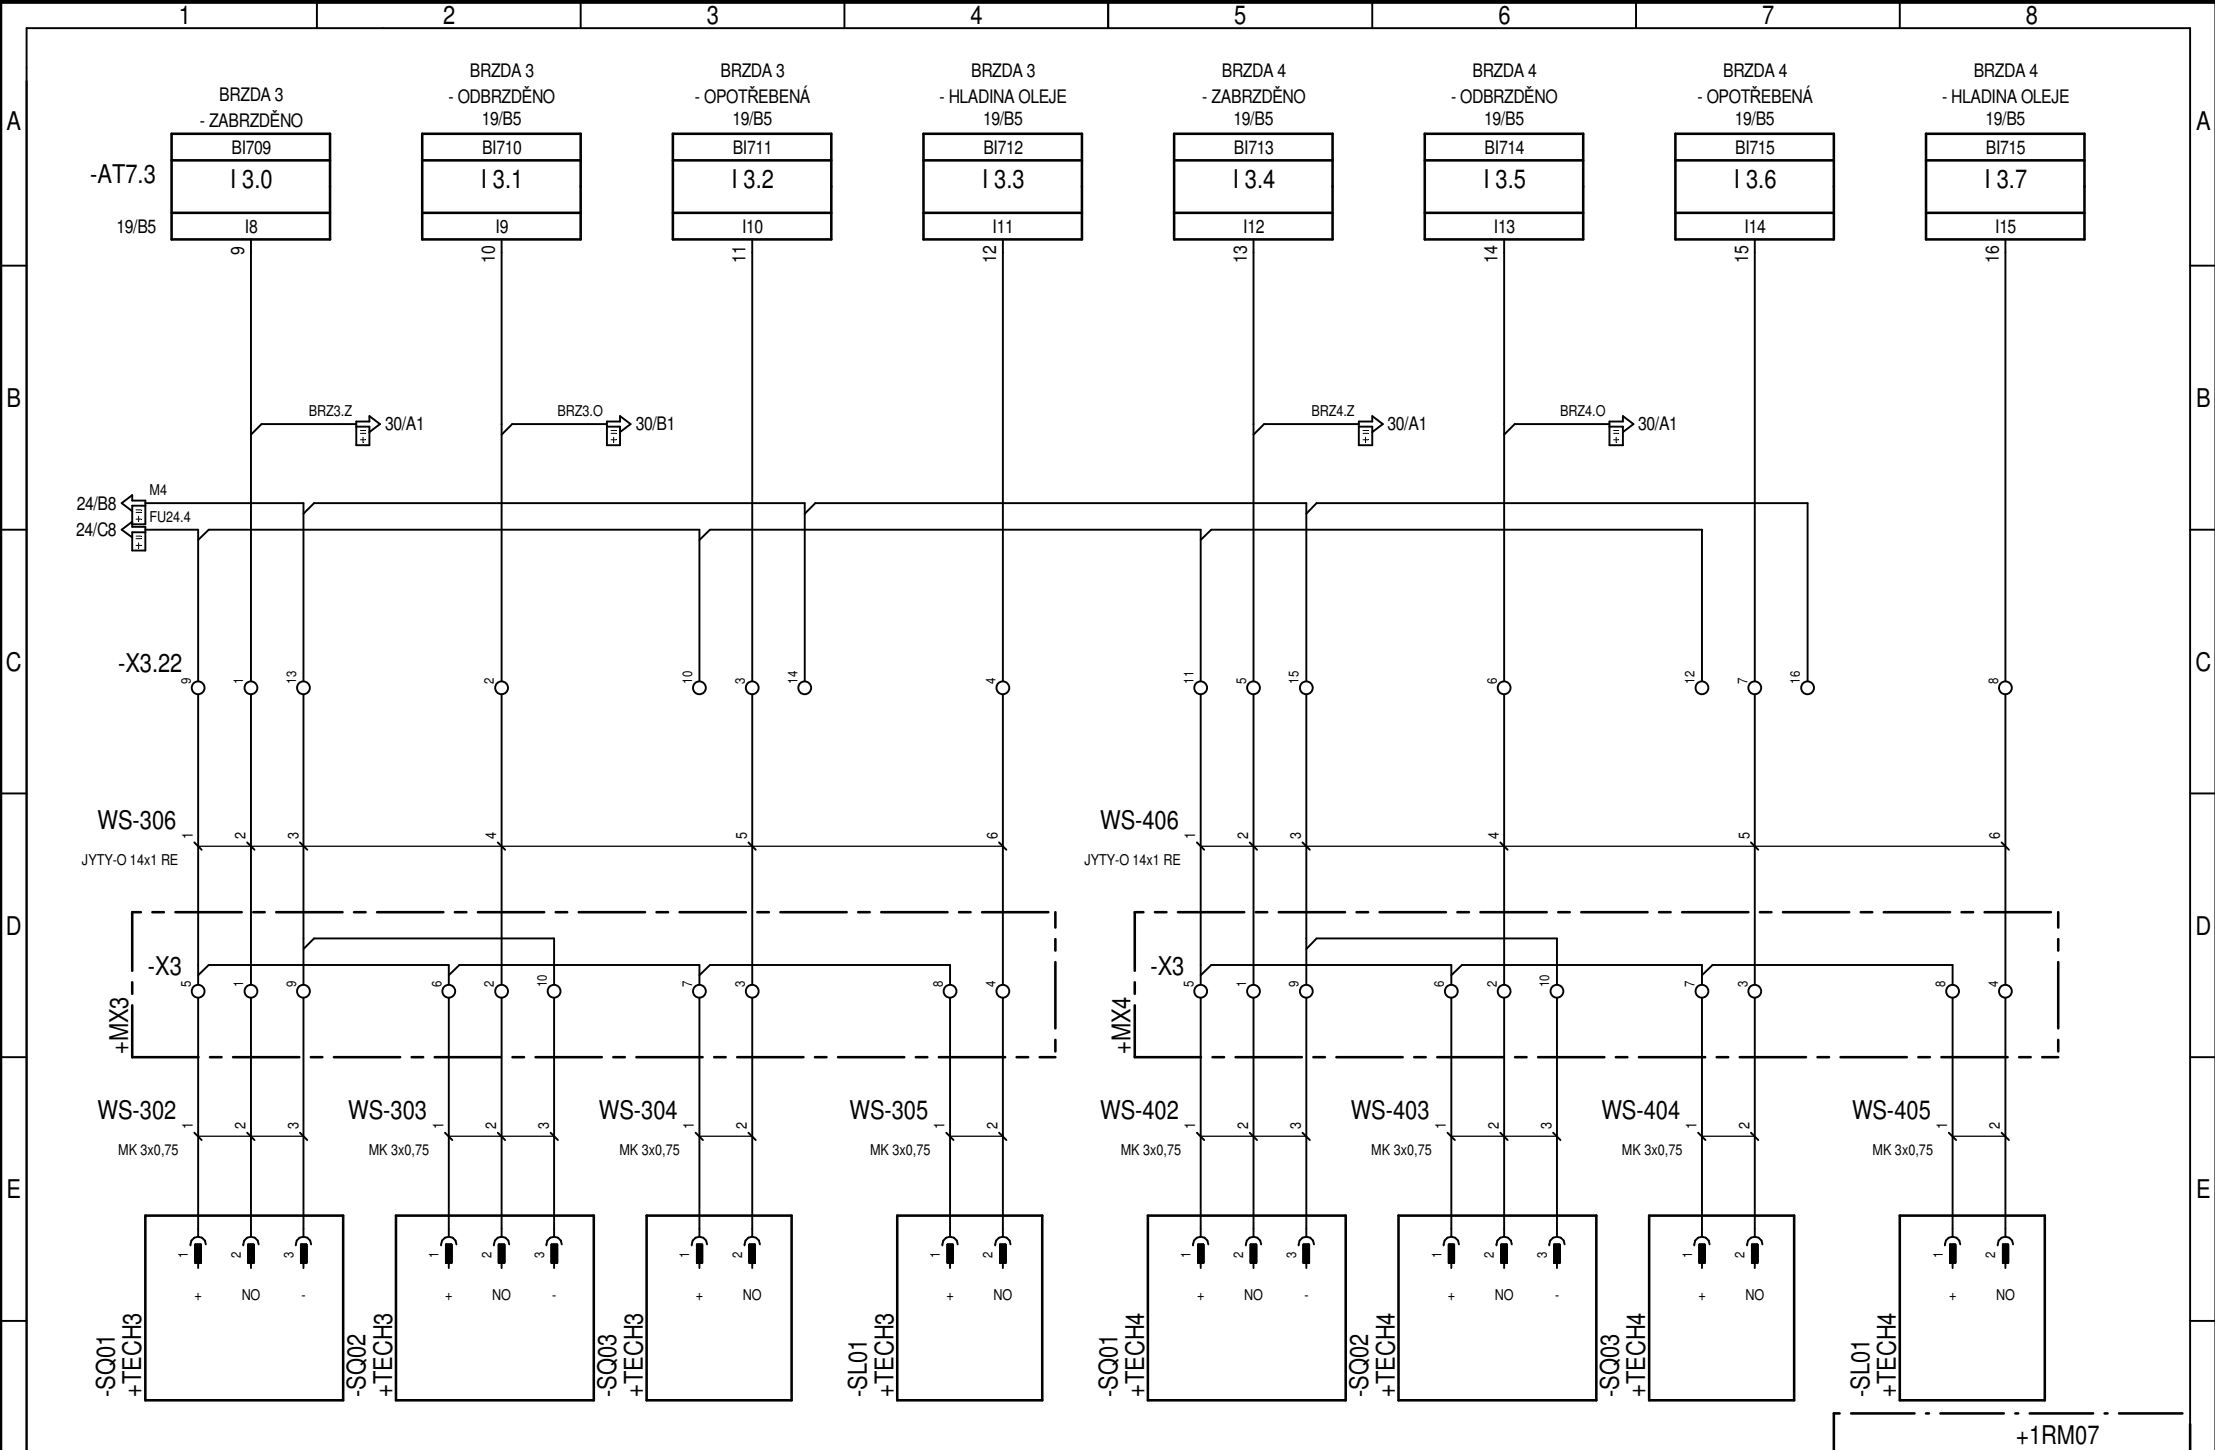 1 2 3 4 5 6 7 8
BRZDA 3
- ZABRZDĚNO
BRZDA 3
- ODBRZDĚNO
19/B5
BRZDA 3
- OPOTŘEBENÁ
19/B5
BRZDA 3
- HLADINA OLEJE
19/B5
BRZDA 4
- ZABRZDĚNO
19/B5
BRZDA 4
- ODBRZDĚNO
19/B5
BRZDA 4
- OPOTŘEBENÁ
19/B5
BRZDA 4
- HLADINA OLEJE
19/B5
A A
BI709 BI710 BI711 BI712 BI713 BI714 BI715 BI715
-AT7.3 I 3.0 I 3.1 I 3.2 I 3.3 I 3.4 I 3.5 I 3.6 I 3.7
19/B5 I8 I9 I10 I11 I12 I13 I14 I15
9 10 11 12 13 14 15 16
B B
BRZ3.Z 30/A1 BRZ3.O 30/B1 BRZ4.Z 30/A1 BRZ4.O 30/A1
24/B8 M4
24/C8 FU24.4
C C
-X3.22 9 1 13 2 10 3 14 4 11 5 15 6 12 7 16 8
WS-306 1 2 3 4 5 6
JYTY-O 14x1 RE
WS-406 1 2 3 4 5 6
JYTY-O 14x1 RE
D D
+MX3
-X3 5 1 9 6 2 10 7 3 8 4
+MX4
-X3 5 1 9 6 2 10 7 3 8 4
WS-302 1 2 3
MK 3x0,75
WS-303 1 2 3
MK 3x0,75
WS-304 1 2
MK 3x0,75
WS-305 1 2
MK 3x0,75
WS-402 1 2 3
MK 3x0,75
WS-403 1 2 3
MK 3x0,75
WS-404 1 2
MK 3x0,75
WS-405 1 2
MK 3x0,75
E E
-SQ01
+TECH3
1 2 3
+ NO -
-SQ02
+TECH3
1 2 3
+ NO -
-SQ03
+TECH3
1 2
+ NO
-SL01
+TECH3
1 2
+ NO
-SQ01
+TECH4
1 2 3
+ NO -
-SQ02
+TECH4
1 2 3
+ NO -
-SQ03
+TECH4
1 2
+ NO
-SL01
+TECH4
1 2
+ NO
+1RM07